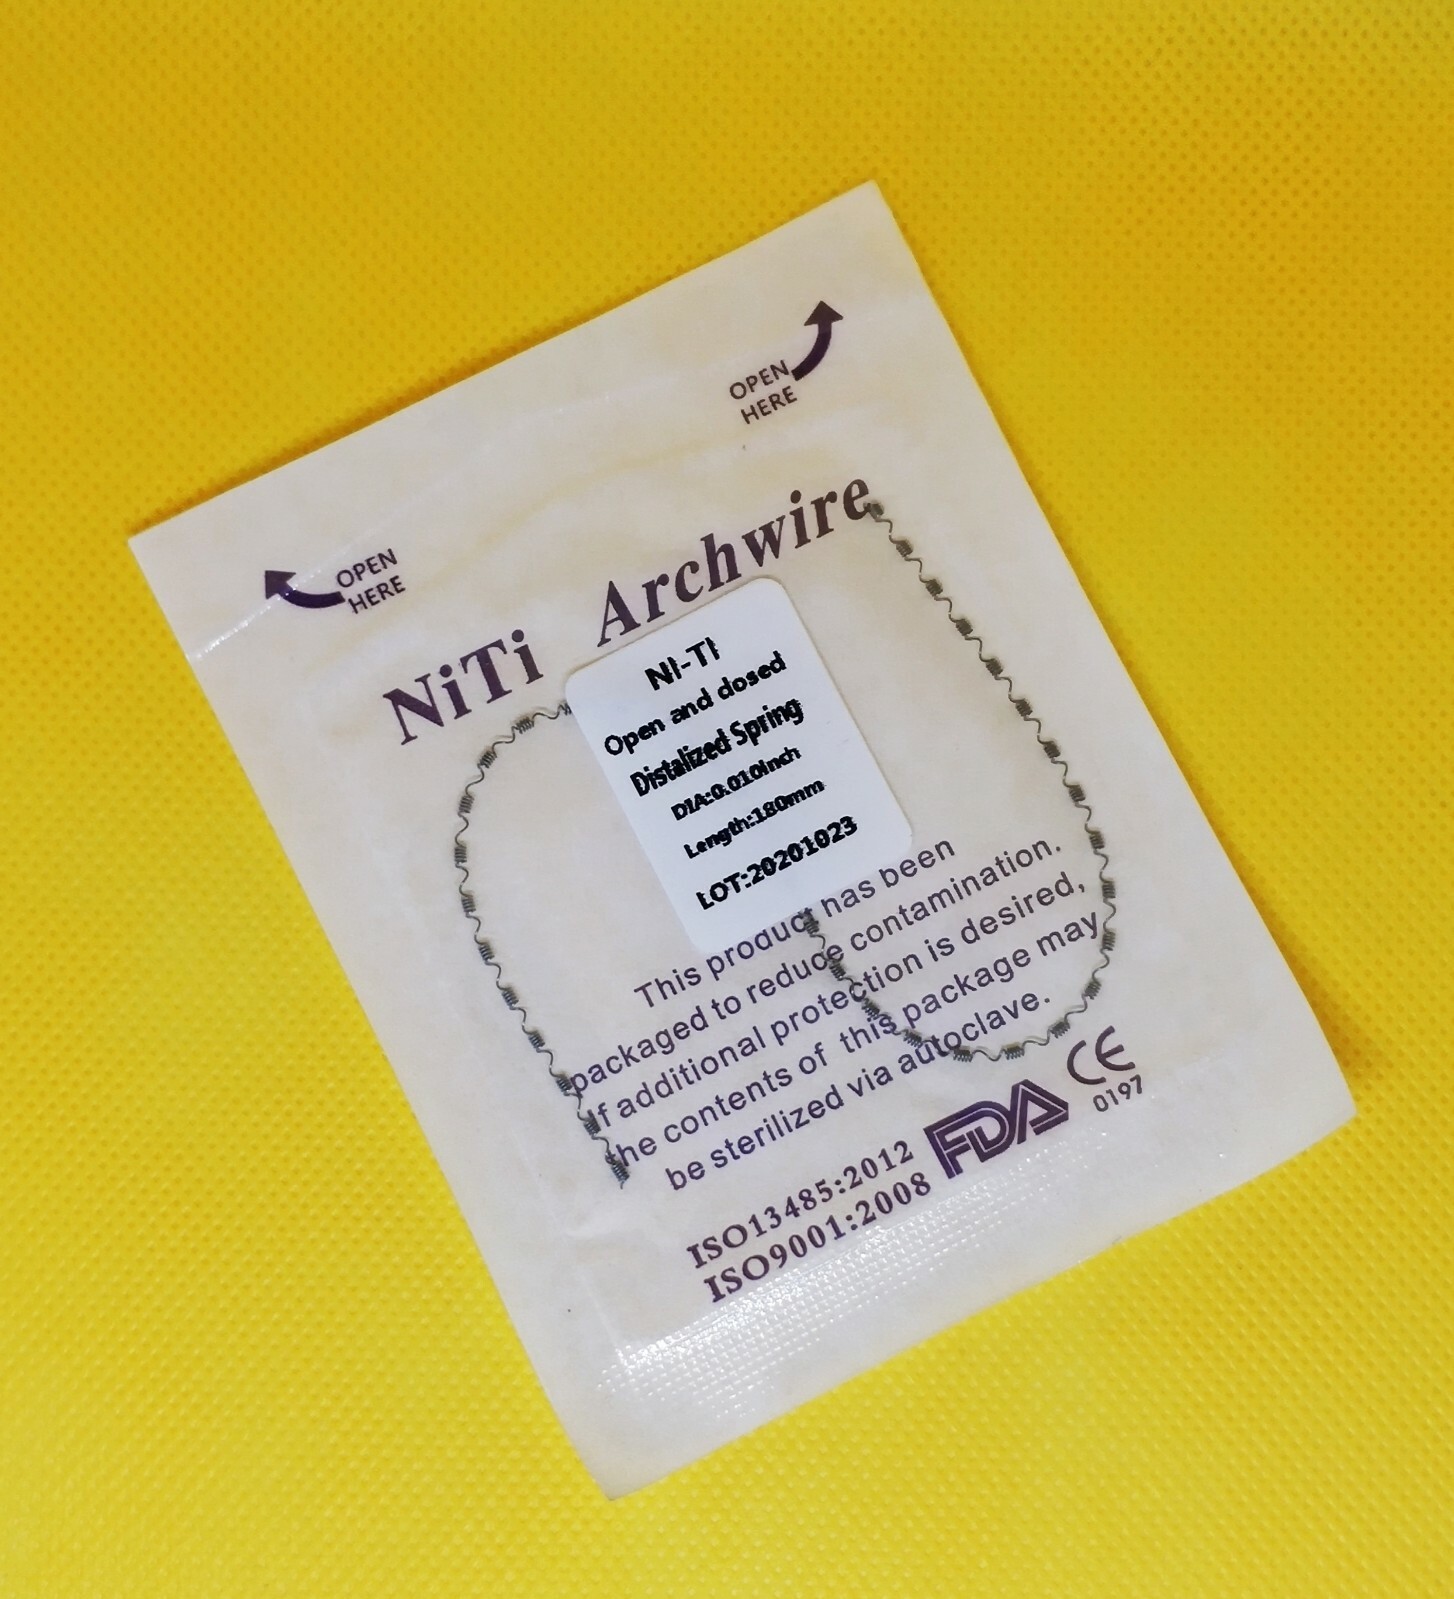 OPEN
HERE
OPEN
HERE
NiTi Archwire
NI-TI
Open and closed
Distalized Spring
DIA:0.010inch
Length:180mm
LOT:20201023
This product has been
packaged to reduce contamination.
If additional protection is desired,
he contents of this package may
be sterilized via autoclave.
ISO13485:2012
ISO9001:2008
FDA
CE
0197